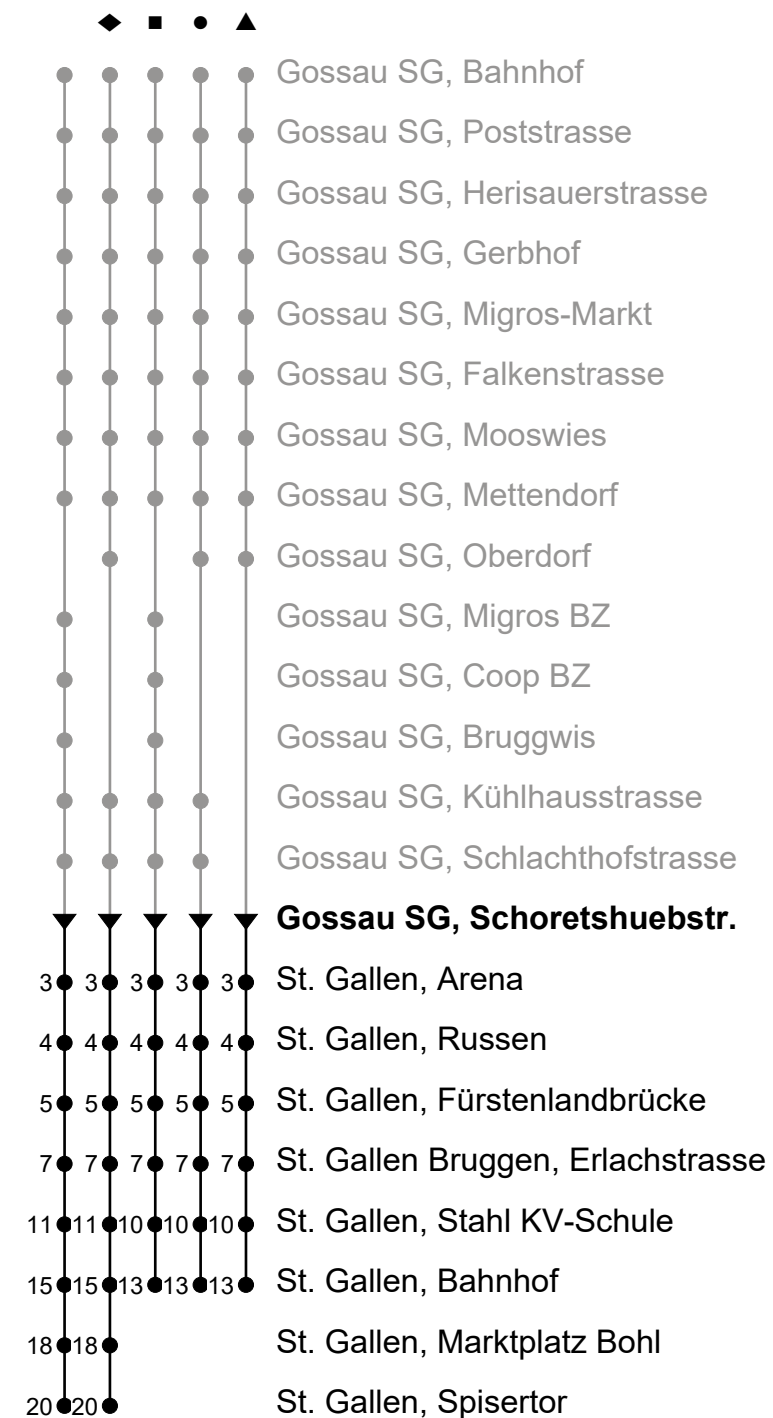 Gossau SG, Bahnhof
Gossau SG, Poststrasse
Gossau SG, Herisauerstrasse
Gossau SG, Gerbhof
Gossau SG, Migros-Markt
Gossau SG, Falkenstrasse
Gossau SG, Mooswies
Gossau SG, Mettendorf
Gossau SG, Oberdorf
Gossau SG, Migros BZ
Gossau SG, Coop BZ
Gossau SG, Bruggwis
Gossau SG, Kühlhausstrasse
Gossau SG, Schlachthofstrasse
Gossau SG, Schoretshuebstr.
3 3 3 3 3 St. Gallen, Arena
4 4 4 4 4 St. Gallen, Russen
5 5 5 5 5 St. Gallen, Fürstenlandbrücke
7 7 7 7 7 St. Gallen Bruggen, Erlachstrasse
11 11 10 10 10 St. Gallen, Stahl KV-Schule
15 15 13 13 13 St. Gallen, Bahnhof
18 18 St. Gallen, Marktplatz Bohl
20 20 St. Gallen, Spisertor